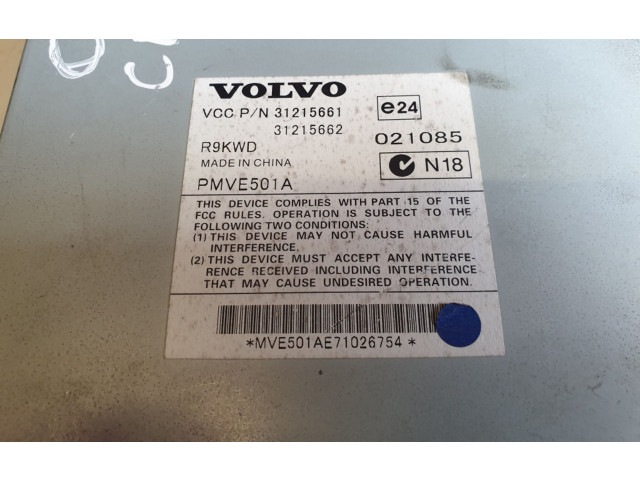 VOLVO
VCC P/N 31215661 e24
31215662
R9KWD 021085
MADE IN CHINA
N18
PMVE501A
THIS DEVICE COMPLIES WITH PART 15 OF THE
FCC RULES. OPERATION IS SUBJECT TO THE
FOLLOWING TWO CONDITIONS:
(1) THIS DEVICE MAY NOT CAUSE HARMFUL
INTERFERENCE.
(2) THIS DEVICE MUST ACCEPT ANY INTERFE-
RENCE RECEIVED INCLUDING INTERFERENCE
THAT MAY CAUSE UNDESIRED OPERATION.
*MVE501AE71026754*